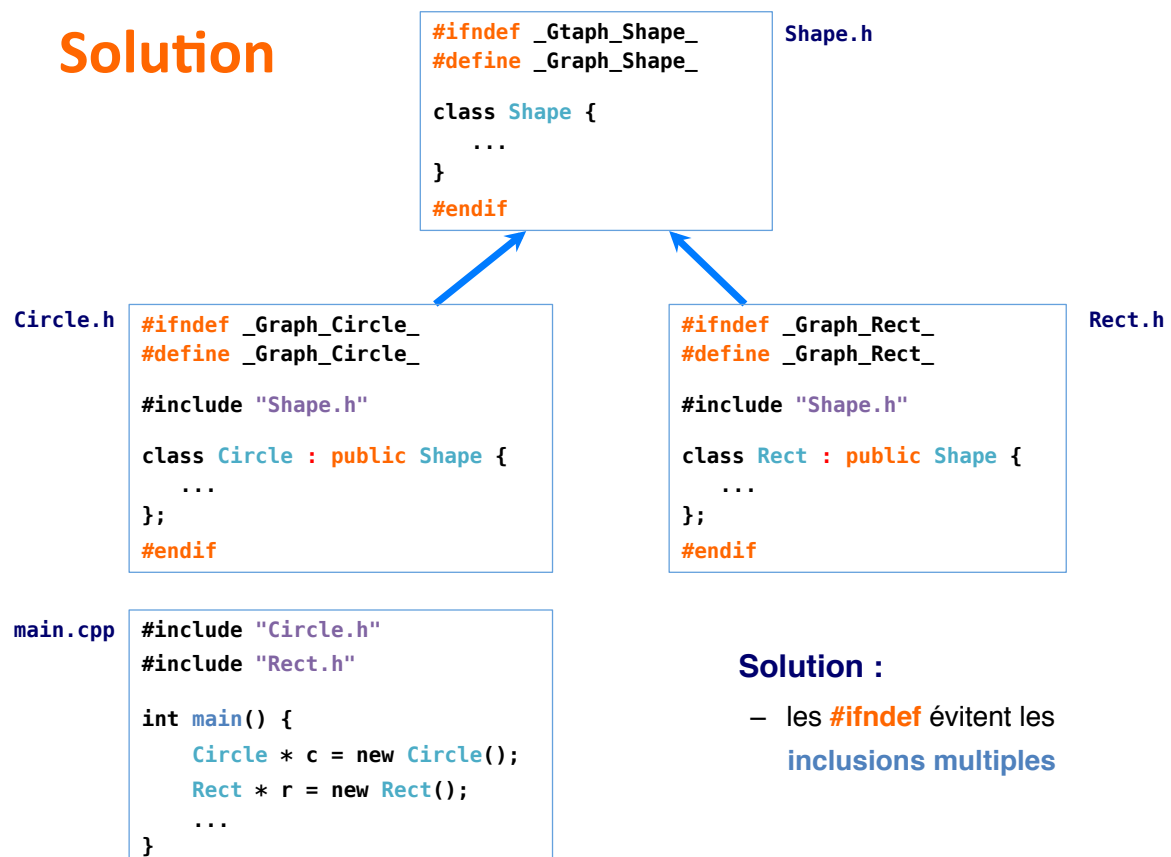 Solution
#ifndef _Gtaph_Shape_
#define _Graph_Shape_
class Shape {
...
}
#endif
Shape.h
Circle.h
#ifndef _Graph_Circle_
#define _Graph_Circle_
#include "Shape.h"
class Circle : public Shape {
...
};
#endif
#ifndef _Graph_Rect_
#define _Graph_Rect_
#include "Shape.h"
class Rect : public Shape {
...
};
#endif
Rect.h
main.cpp
#include "Circle.h"
#include "Rect.h"
int main() {
Circle * c = new Circle();
Rect * r = new Rect();
...
}
Solution :
– les #ifndef évitent les
inclusions multiples